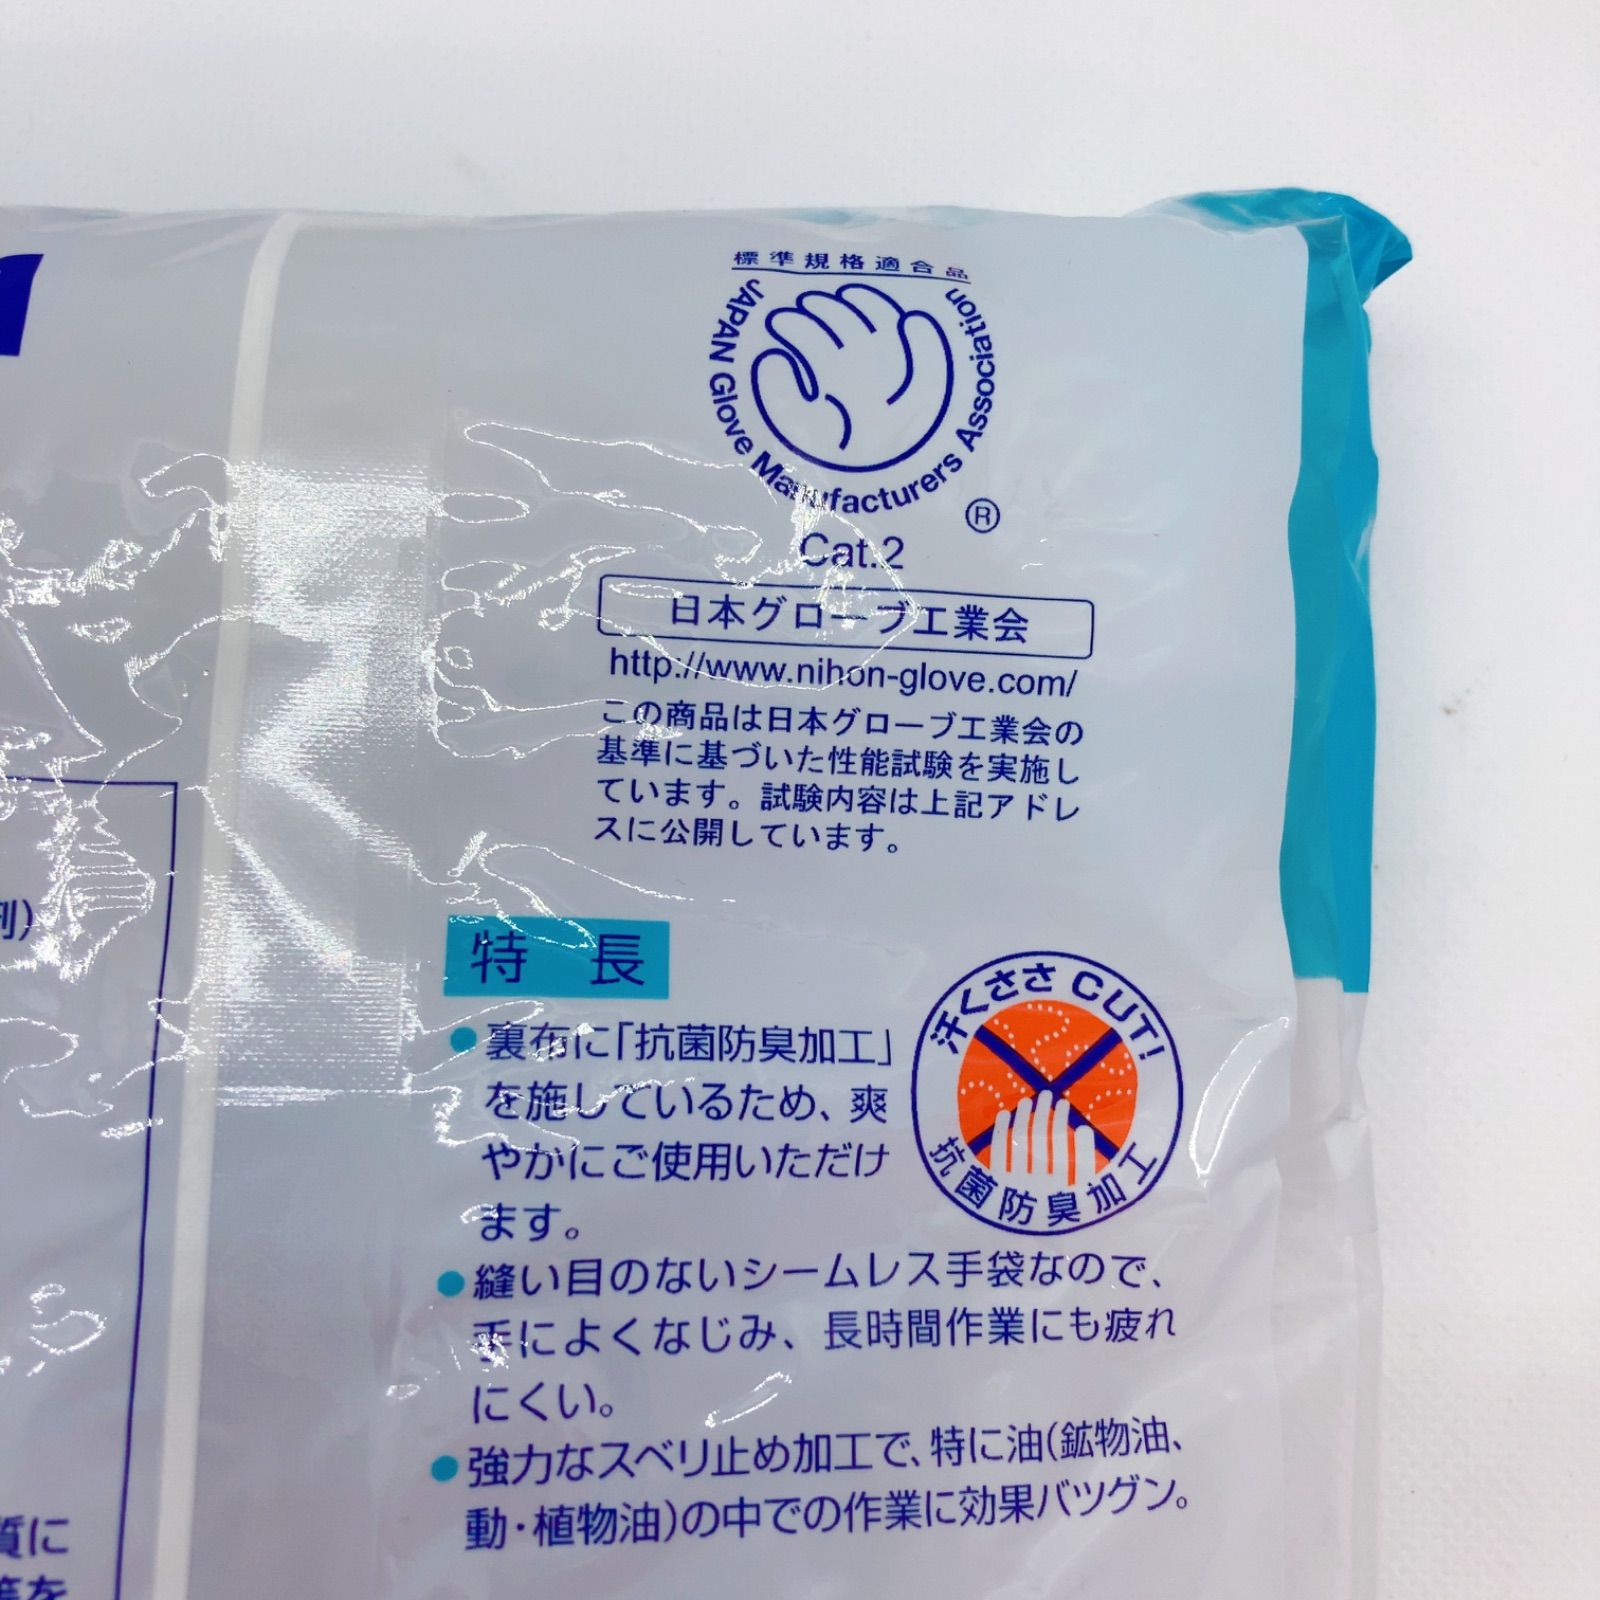 標準規格適合品
JAPAN Glove Manufacturers Association
®
Cat.2
日本グローブ工業会
http://www.nihon-glove.com/
この商品は日本グローブ工業会の
基準に基づいた性能試験を実施し
ています。試験内容は上記アドレ
スに公開しています。
特長
●裏布に「抗菌防臭加工」
を施しているため、爽
やかにご使用いただけ
ます。
汗くささCUT!
抗菌防臭加工
●縫い目のないシームレス手袋なので、
手によくなじみ、長時間作業にも疲れ
にくい。
●強力なスベリ止め加工で、特に油(鉱物油、
動・植物油)の中での作業に効果バツグン。
剤)
質に
等を